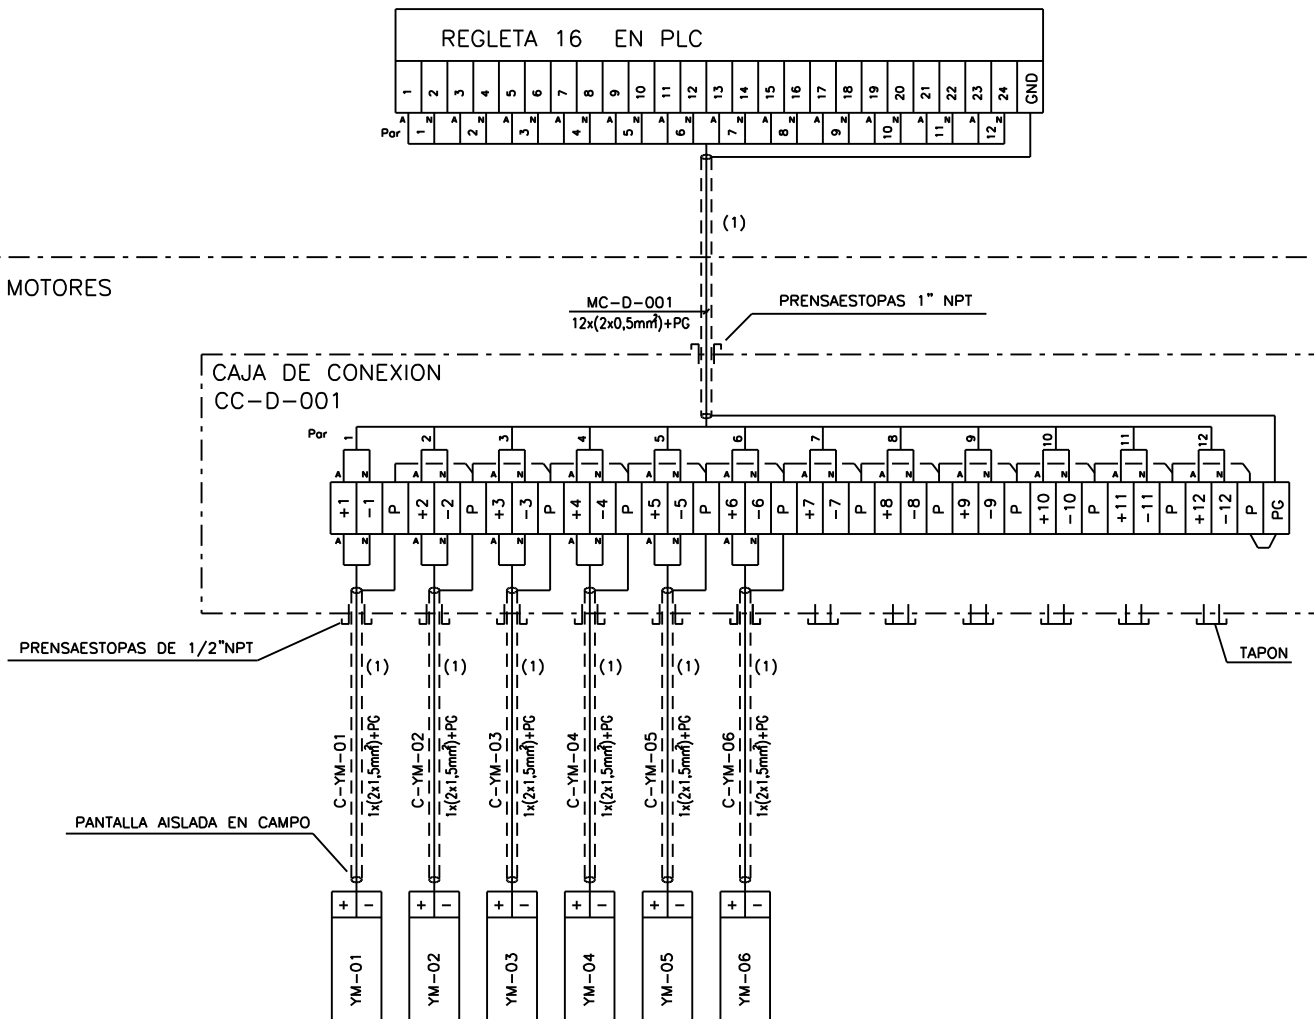 REGLETA 16 EN PLC
1 2 3 4 5 6 7 8 9 10 11 12 13 14 15 16 17 18 19 20 21 22 23 24 GND
A N A N A N A N A N A N A N A N A N A N A N A N
Par 1 2 3 4 5 6 7 8 9 10 11 12
(1)
MOTORES
MC-D-001
12x(2x0,5mm²)+PG
PRENSAESTOPAS 1" NPT
CAJA DE CONEXION
CC-D-001
Par 1 2 3 4 5 6 7 8 9 10 11 12
A N A N A N A N A N A N A N A N A N A N A N A N
+1 -1 P +2 -2 P +3 -3 P +4 -4 P +5 -5 P +6 -6 P +7 -7 P +8 -8 P +9 -9 P +10 -10 P +11 -11 P +12 -12 P PG
A N A N A N A N A N A N
PRENSAESTOPAS DE 1/2"NPT
TAPON
(1) (1) (1) (1) (1) (1)
C-YM-01
1x(2x1,5mm²)+PG
C-YM-02
1x(2x1,5mm²)+PG
C-YM-03
1x(2x1,5mm²)+PG
C-YM-04
1x(2x1,5mm²)+PG
C-YM-05
1x(2x1,5mm²)+PG
C-YM-06
1x(2x1,5mm²)+PG
PANTALLA AISLADA EN CAMPO
+ - + - + - + - + - + -
YM-01 YM-02 YM-03 YM-04 YM-05 YM-06